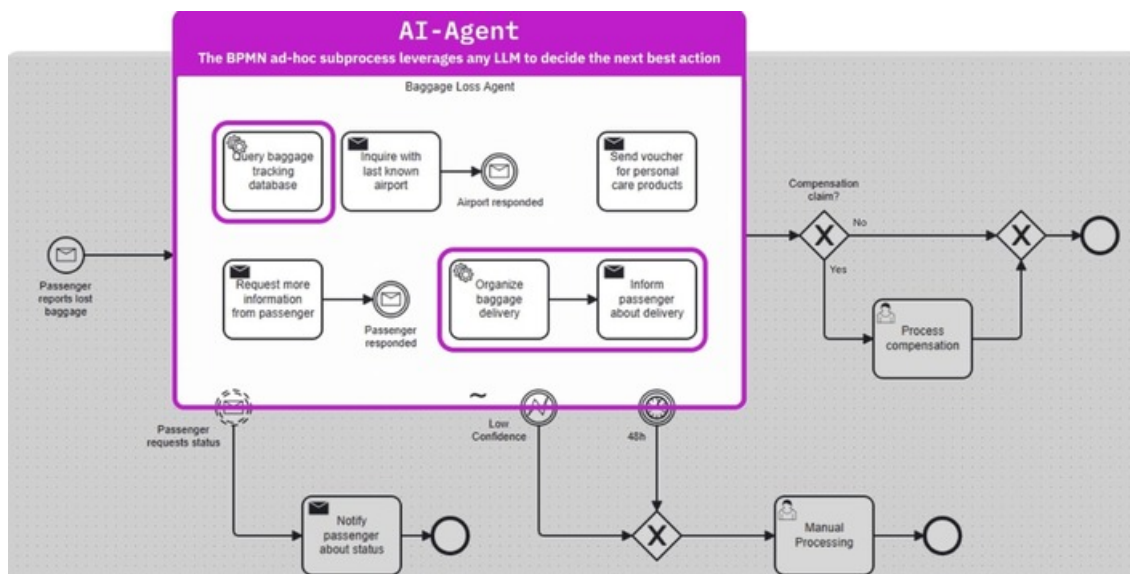 AI-Agent
The BPMN ad-hoc subprocess leverages any LLM to decide the next best action
Baggage Loss Agent
Query baggage
tracking
database
Inquire with
last known
airport
Airport responded
Send voucher
for personal
care products
Compensation
claim?
No
Yes
Passenger
reports lost
baggage
Request more
information
from passenger
Passenger
responded
Organize
baggage
delivery
Inform
passenger
about delivery
Process
compensation
~
Passenger
requests status
Low
Confidence
48h
Notify
passenger
about status
Manual
Processing